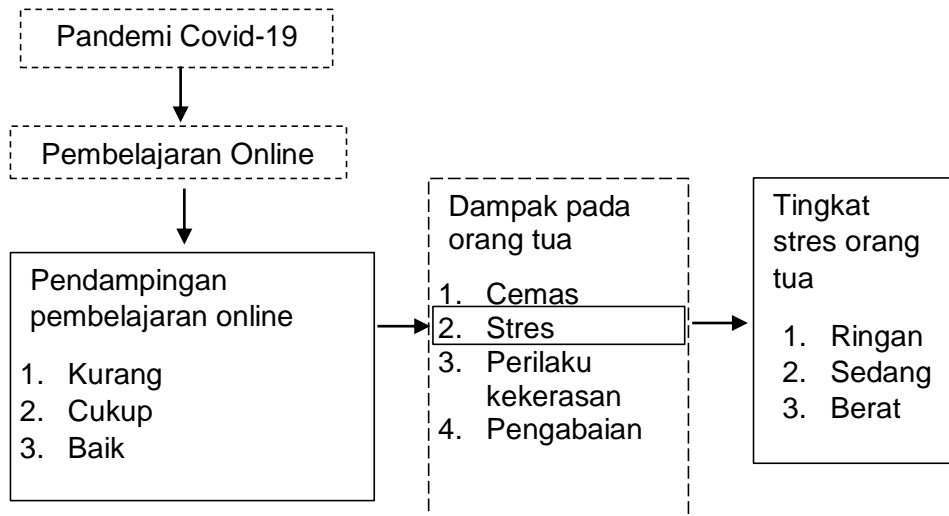 Pandemi Covid-19
Pembelajaran Online
Pendampingan
pembelajaran online
1. Kurang
2. Cukup
3. Baik
Dampak pada
orang tua
1. Cemas
2. Stres
3. Perilaku
kekerasan
4. Pengabaian
Tingkat
stres orang
tua
1. Ringan
2. Sedang
3. Berat